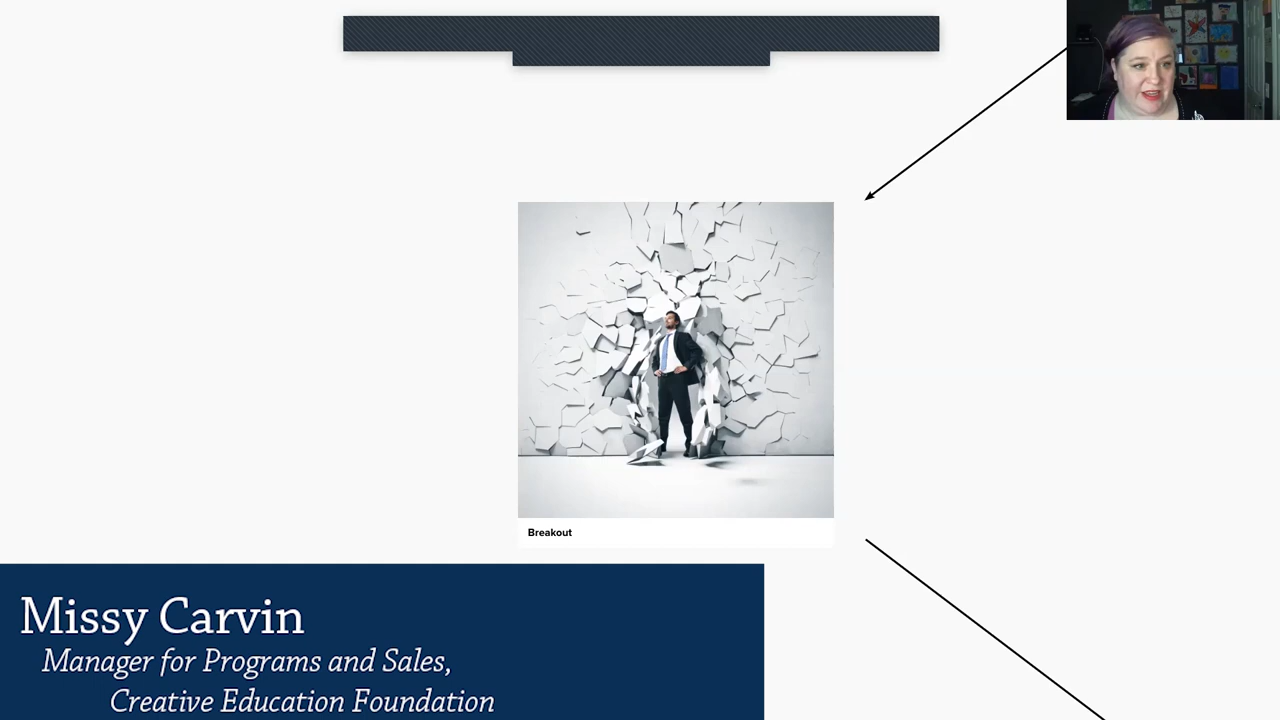 Breakout
Missy Carvin
Manager for Programs and Sales,
Creative Education Foundation